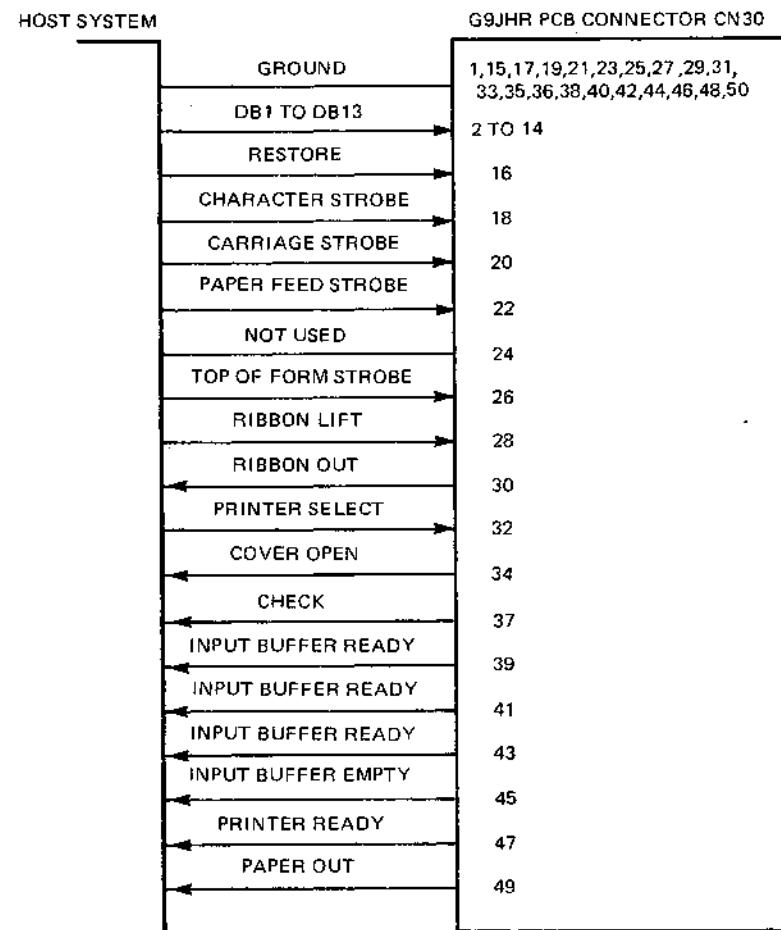 HOST SYSTEM
G9JHR PCB CONNECTOR CN30
GROUND
1,15,17,19,21,23,25,27,29,31,
33,35,36,38,40,42,44,46,48,50
DB1 TO DB13
2 TO 14
RESTORE
16
CHARACTER STROBE
18
CARRIAGE STROBE
20
PAPER FEED STROBE
22
NOT USED
24
TOP OF FORM STROBE
26
RIBBON LIFT
28
RIBBON OUT
30
PRINTER SELECT
32
COVER OPEN
34
CHECK
37
INPUT BUFFER READY
39
INPUT BUFFER READY
41
INPUT BUFFER READY
43
INPUT BUFFER EMPTY
45
PRINTER READY
47
PAPER OUT
49